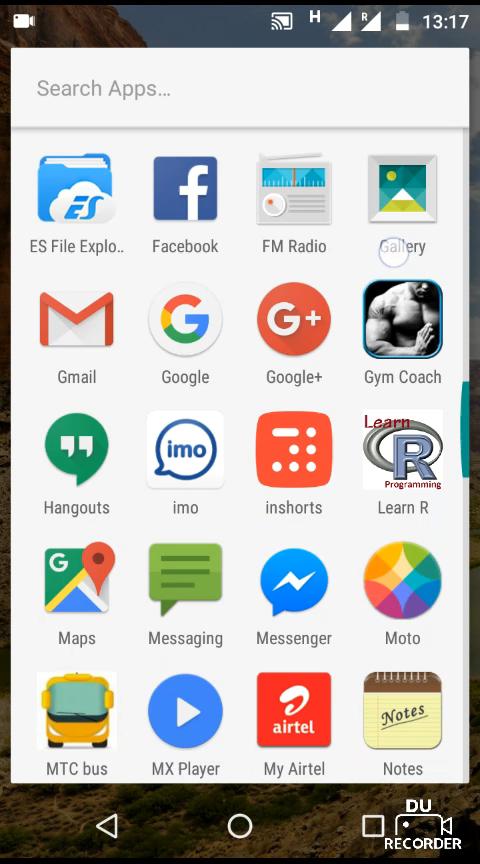 H R 13:17
Search Apps...
ES File Explo..
Facebook
FM Radio
Gallery
Gmail
Google
Google+
Gym Coach
imo
Learn
R
Programming
Hangouts
imo
inshorts
Learn R
G
Maps
Messaging
Messenger
Moto
airtel
Notes
MTC bus
MX Player
My Airtel
Notes
DU
RECORDER